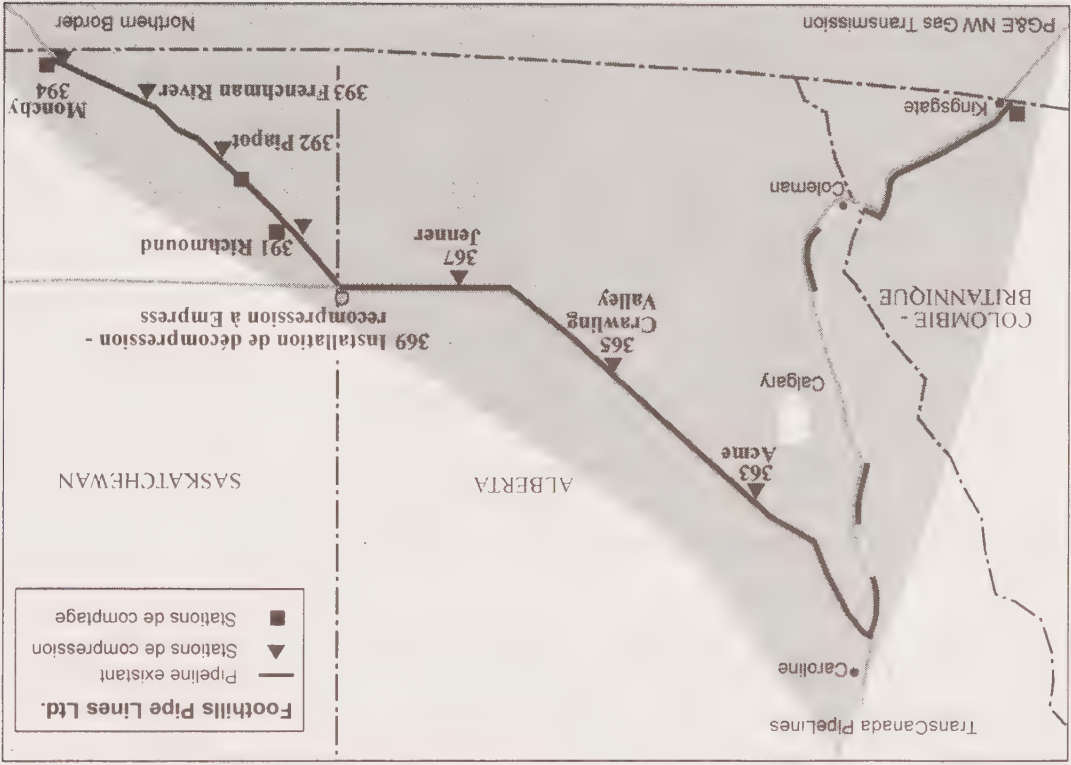 TransCanada PipeLines
Foothills Pipe Lines Ltd.
Pipeline existant
Stations de compression
Stations de comptage
Caroline
ALBERTA
SASKATCHEWAN
363
Acme
Calgary
365
Crawling
Valley
369 Installation de décompression -
recompression à Empress
COLOMBIE -
BRITANNIQUE
367
Jenner
391 Richmound
Coleman
392 Piapot
393 Frenchman River
Monchy
394
Kingsgate
PG&E NW Gas Transmission
Northern Border